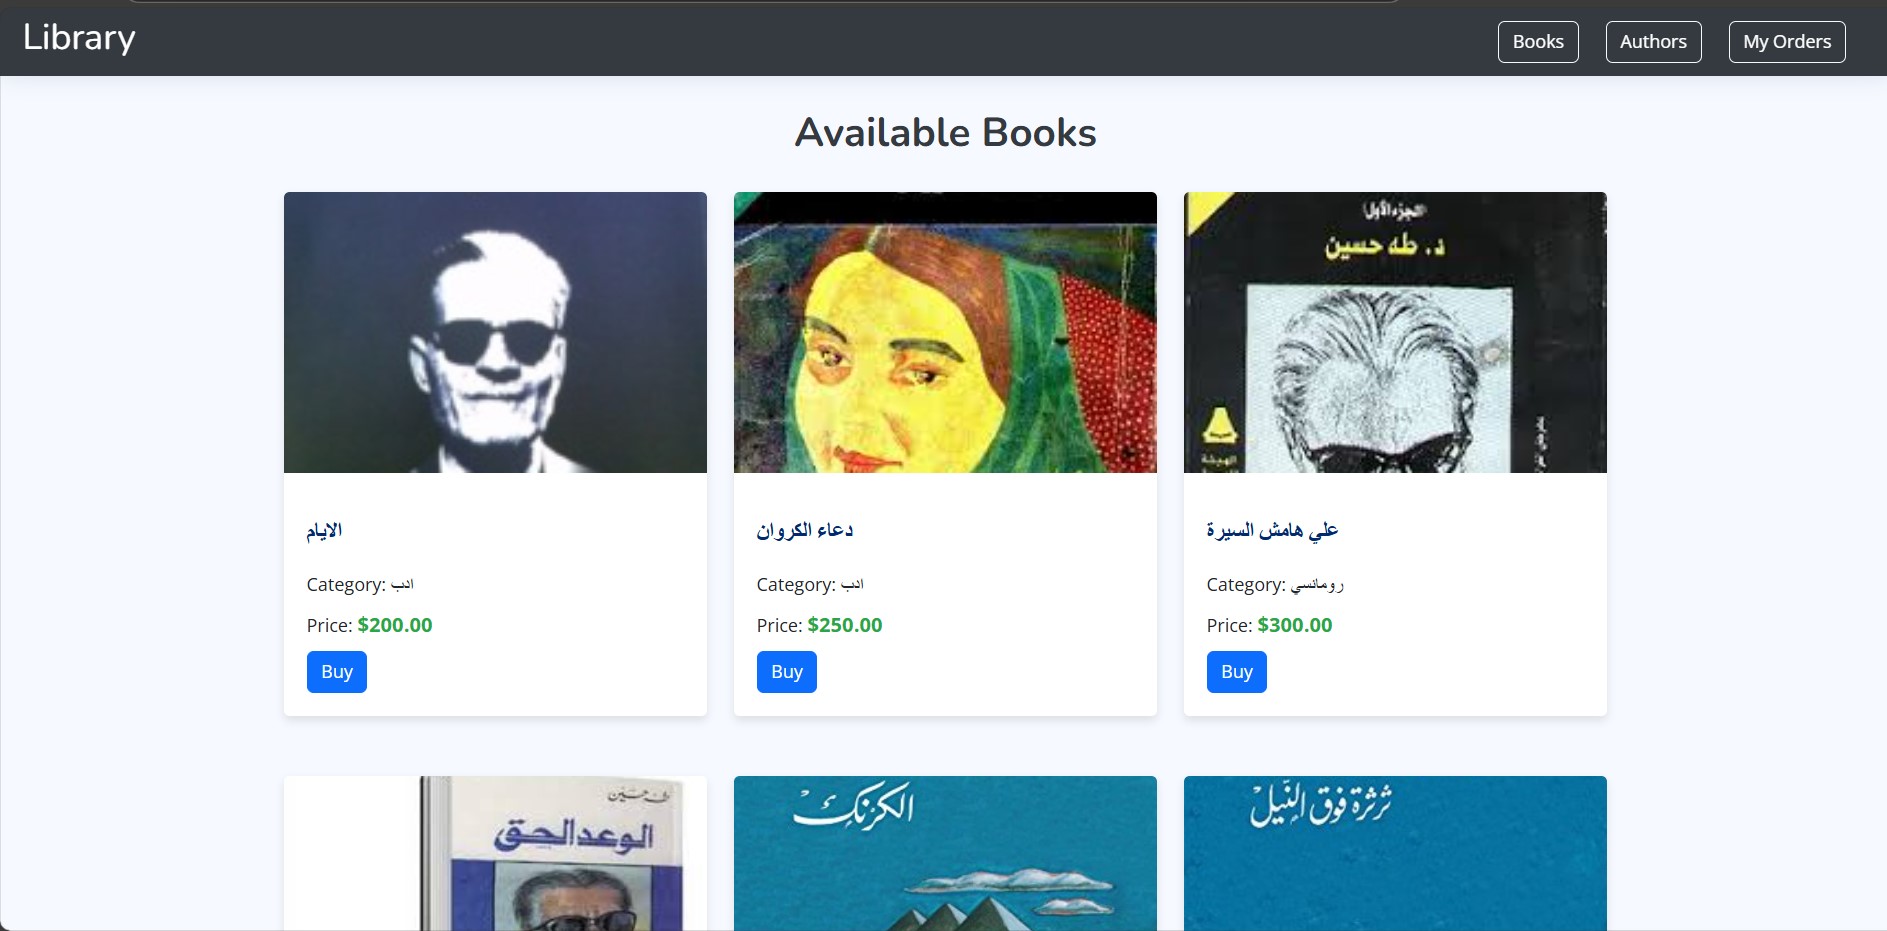 Library
Books
Authors
My Orders
Available Books
الجزء الأول
د. طه حسين
الهيئة
الايام
Category: ادب
Price: $200.00
Buy
دعاء الكروان
Category: ادب
Price: $250.00
Buy
علي هامش السيرة
Category: رومانسي
Price: $300.00
Buy
طه حسين
الوعد الحق
الكرنك
ثرثرة فوق النيل